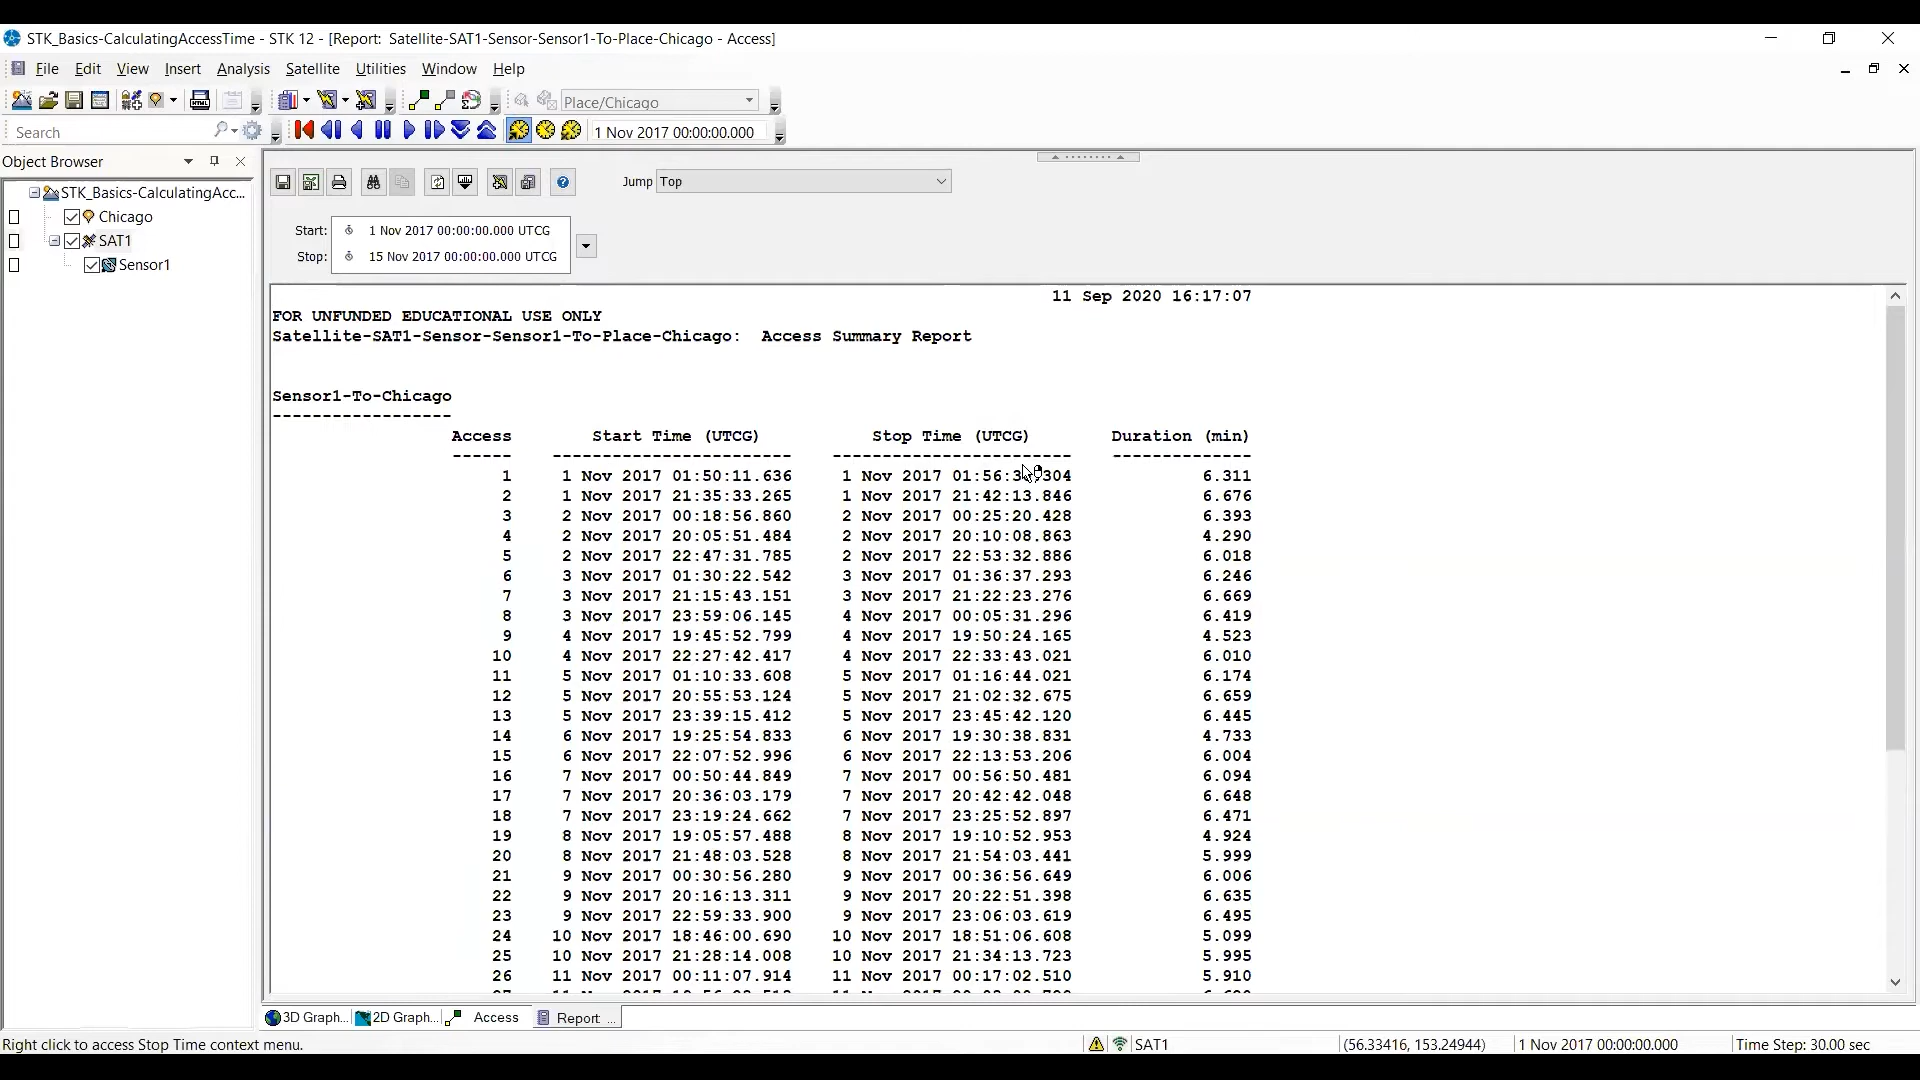 STK_Basics-CalculatingAccessTime - STK 12 - [Report: Satellite-SAT1-Sensor-Sensor1-To-Place-Chicago - Access]
File Edit View Insert Analysis Satellite Utilities Window Help
Place/Chicago
Search
1 Nov 2017 00:00:00.000
Object Browser
STK_Basics-CalculatingAcc...
Chicago
SAT1
Sensor1
Jump Top
Start: 1 Nov 2017 00:00:00.000 UTCG
Stop: 15 Nov 2017 00:00:00.000 UTCG
11 Sep 2020 16:17:07
FOR UNFUNDED EDUCATIONAL USE ONLY
Satellite-SAT1-Sensor-Sensor1-To-Place-Chicago: Access Summary Report
Sensor1-To-Chicago
------------------
Access Start Time (UTCG) Stop Time (UTCG) Duration (min)
------ ------------------------ ------------------------ --------------
1 1 Nov 2017 01:50:11.636 1 Nov 2017 6.311
2 1 Nov 2017 21:35:33.265 1 Nov 2017 21:42:13.846 6.676
3 2 Nov 2017 00:18:56.860 2 Nov 2017 00:25:20.428 6.393
4 2 Nov 2017 20:05:51.484 2 Nov 2017 20:10:08.863 4.290
5 2 Nov 2017 22:47:31.785 2 Nov 2017 22:53:32.886 6.018
6 3 Nov 2017 01:30:22.542 3 Nov 2017 01:36:37.293 6.246
7 3 Nov 2017 21:15:43.151 3 Nov 2017 21:22:23.276 6.669
8 3 Nov 2017 23:59:06.145 4 Nov 2017 00:05:31.296 6.419
9 4 Nov 2017 19:45:52.799 4 Nov 2017 19:50:24.165 4.523
10 4 Nov 2017 22:27:42.417 4 Nov 2017 22:33:43.021 6.010
11 5 Nov 2017 01:10:33.608 5 Nov 2017 01:16:44.021 6.174
12 5 Nov 2017 20:55:53.124 5 Nov 2017 21:02:32.675 6.659
13 5 Nov 2017 23:39:15.412 5 Nov 2017 23:45:42.120 6.445
14 6 Nov 2017 19:25:54.833 6 Nov 2017 19:30:38.831 4.733
15 6 Nov 2017 22:07:52.996 6 Nov 2017 22:13:53.206 6.004
16 7 Nov 2017 00:50:44.849 7 Nov 2017 00:56:50.481 6.094
17 7 Nov 2017 20:36:03.179 7 Nov 2017 20:42:42.048 6.648
18 7 Nov 2017 23:19:24.662 7 Nov 2017 23:25:52.897 6.471
19 8 Nov 2017 19:05:57.488 8 Nov 2017 19:10:52.953 4.924
20 8 Nov 2017 21:48:03.528 8 Nov 2017 21:54:03.441 5.999
21 9 Nov 2017 00:30:56.280 9 Nov 2017 00:36:56.649 6.006
22 9 Nov 2017 20:16:13.311 9 Nov 2017 20:22:51.398 6.635
23 9 Nov 2017 22:59:33.900 9 Nov 2017 23:06:03.619 6.495
24 10 Nov 2017 18:46:00.690 10 Nov 2017 18:51:06.608 5.099
25 10 Nov 2017 21:28:14.008 10 Nov 2017 21:34:13.723 5.995
26 11 Nov 2017 00:11:07.914 11 Nov 2017 00:17:02.510 5.910
3D Graph... 2D Graph... Access Report ...
Right click to access Stop Time context menu. SAT1 (56.33416, 153.24944) 1 Nov 2017 00:00:00.000 Time Step: 30.00 sec